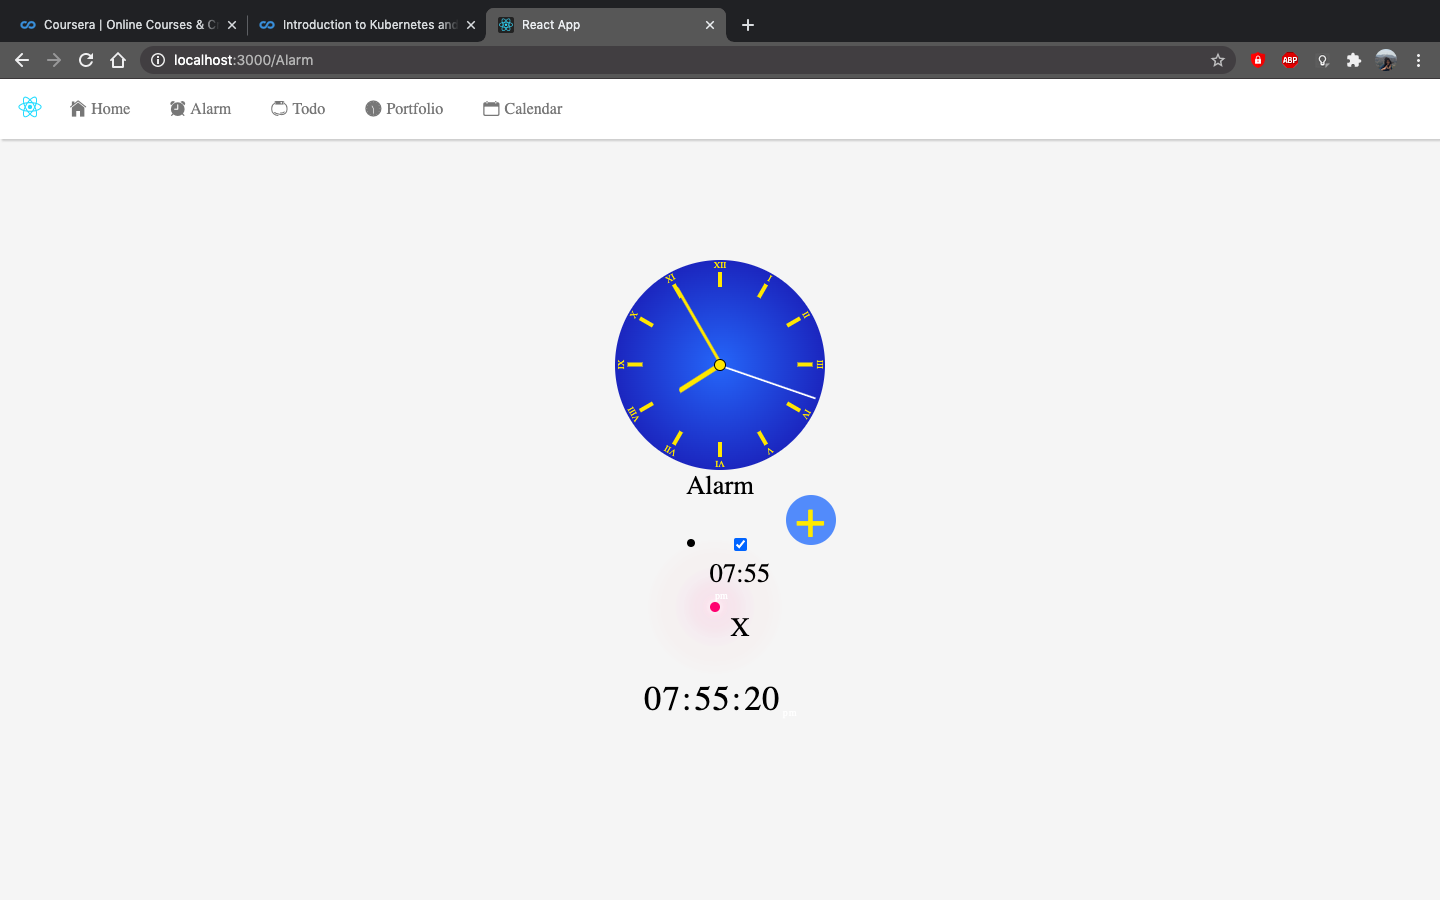 Coursera | Online Courses & C
Introduction to Kubernetes and
React App
localhost:3000/Alarm
ABP
Home
Alarm
Todo
Portfolio
Calendar
XII
I
II
III
IV
V
VI
VII
VIII
IX
X
XI
Alarm
+
07:55
pm
X
07:55:20
pm